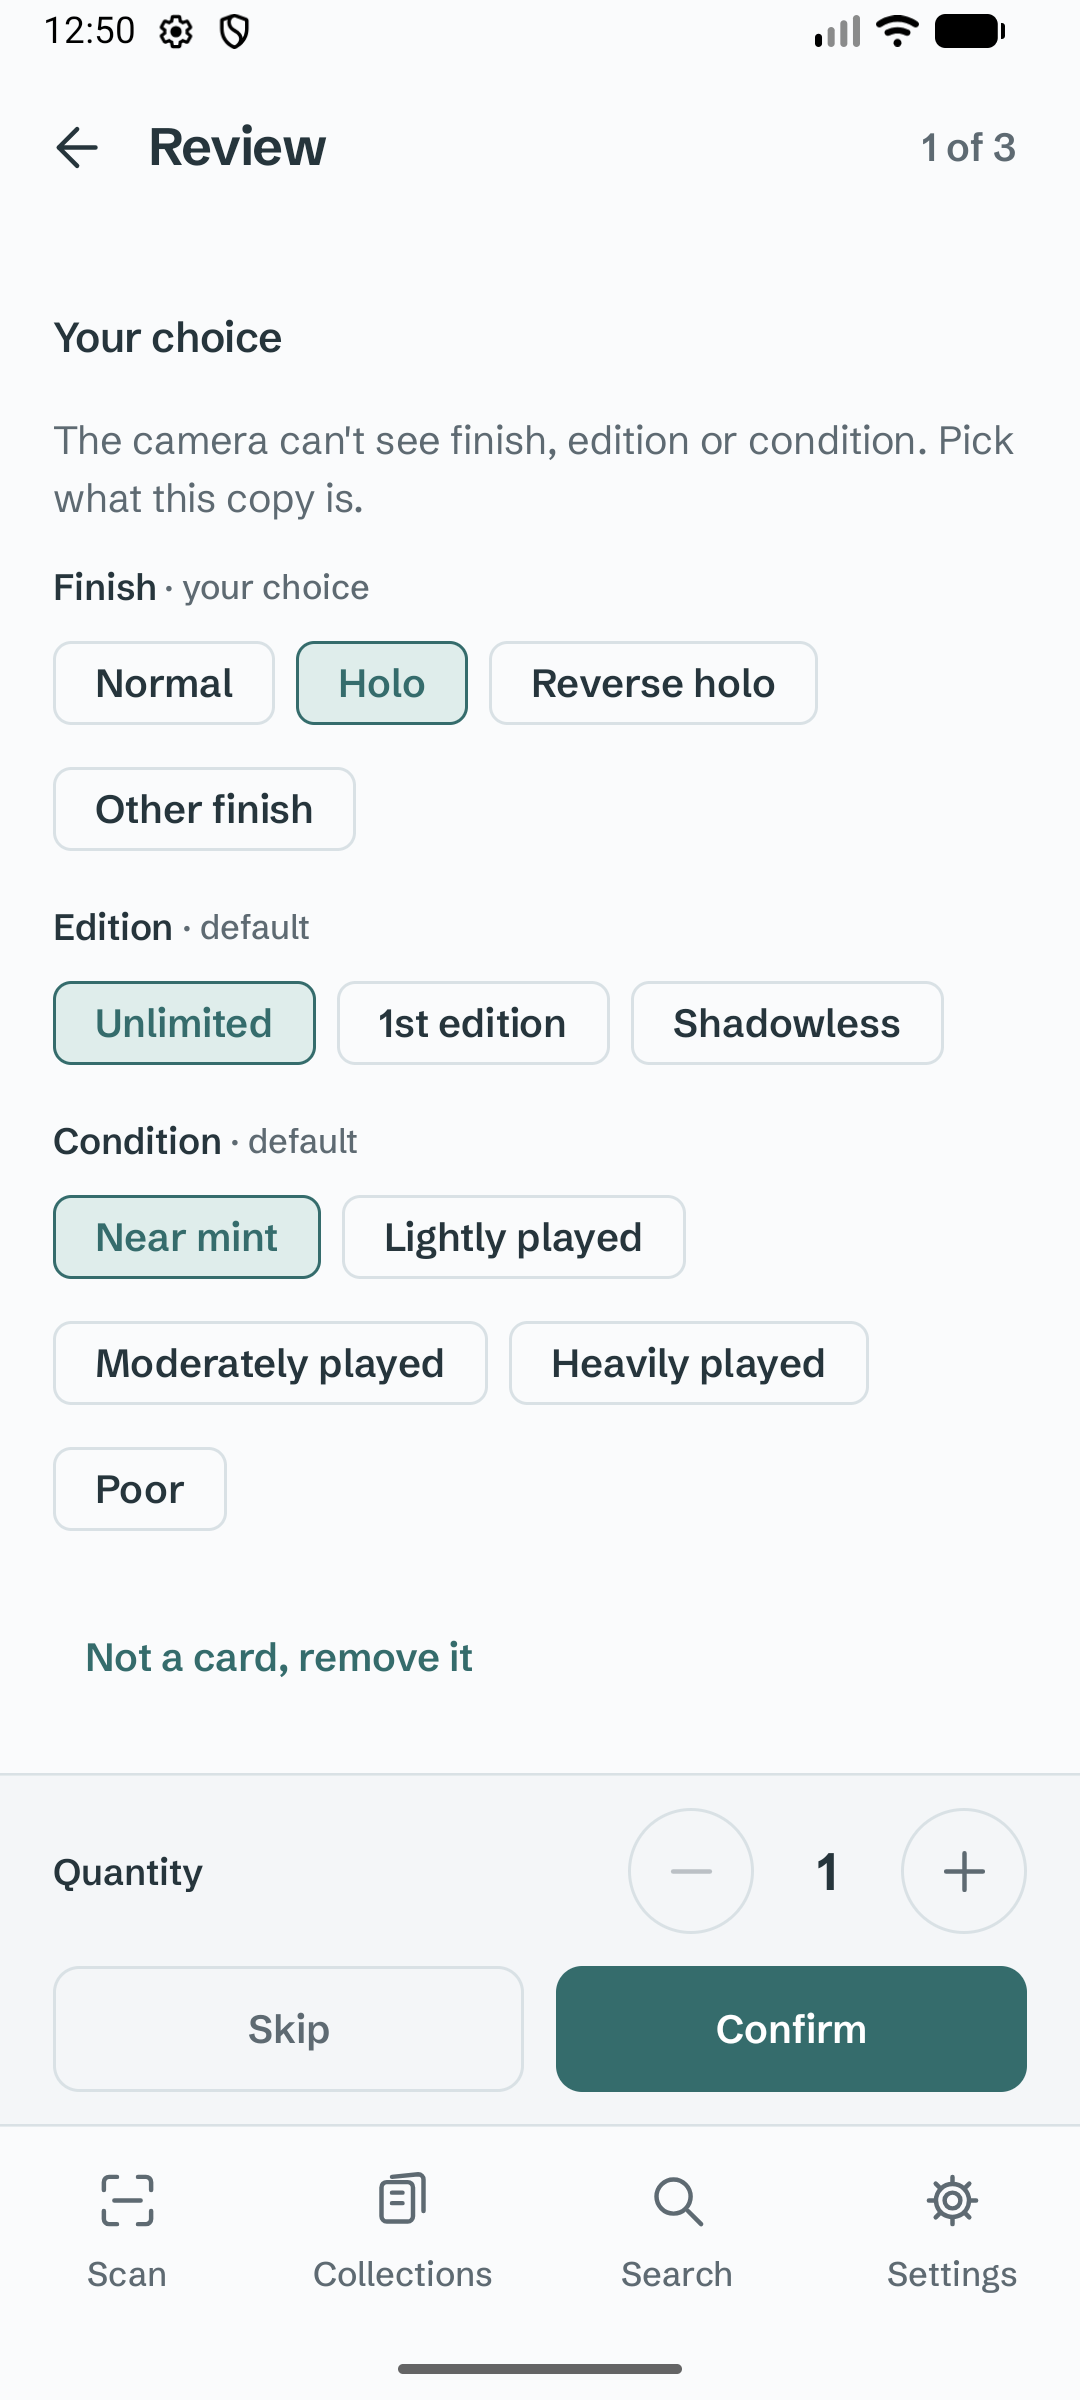 12:50
Review
1 of 3
Your choice
The camera can't see finish, edition or condition. Pick
what this copy is.
Finish · your choice
Normal
Holo
Reverse holo
Other finish
Edition · default
Unlimited
1st edition
Shadowless
Condition · default
Near mint
Lightly played
Moderately played
Heavily played
Poor
Not a card, remove it
Quantity
1
Skip
Confirm
Scan
Collections
Search
Settings